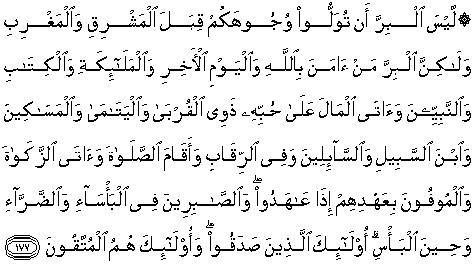 ۞ لَّيْسَ ٱلْبِرَّ أَن تُوَلُّوا۟ وُجُوهَكُمْ قِبَلَ ٱلْمَشْرِقِ وَٱلْمَغْرِبِ
وَلَـٰكِنَّ ٱلْبِرَّ مَنْ ءَامَنَ بِٱللَّهِ وَٱلْيَوْمِ ٱلْأَخِرِ وَٱلْمَلَـٰٓئِكَةِ وَٱلْكِتَـٰبِ
وَٱلنَّبِيِّـۧنَ وَءَاتَى ٱلْمَالَ عَلَىٰ حُبِّهِۦ ذَوِى ٱلْقُرْبَىٰ وَٱلْيَتَـٰمَىٰ وَٱلْمَسَـٰكِينَ
وَٱبْنَ ٱلسَّبِيلِ وَٱلسَّآئِلِينَ وَفِى ٱلرِّقَابِ وَأَقَامَ ٱلصَّلَوٰةَ وَءَاتَى ٱلزَّكَوٰةَ
وَٱلْمُوفُونَ بِعَهْدِهِمْ إِذَا عَـٰهَدُوا۟ ۖ وَٱلصَّـٰبِرِينَ فِى ٱلْبَأْسَآءِ وَٱلضَّرَّآءِ
وَحِينَ ٱلْبَأْسِ ۗ أُو۟لَـٰٓئِكَ ٱلَّذِينَ صَدَقُوا۟ ۖ وَأُو۟لَـٰٓئِكَ هُمُ ٱلْمُتَّقُونَ ١٧٧